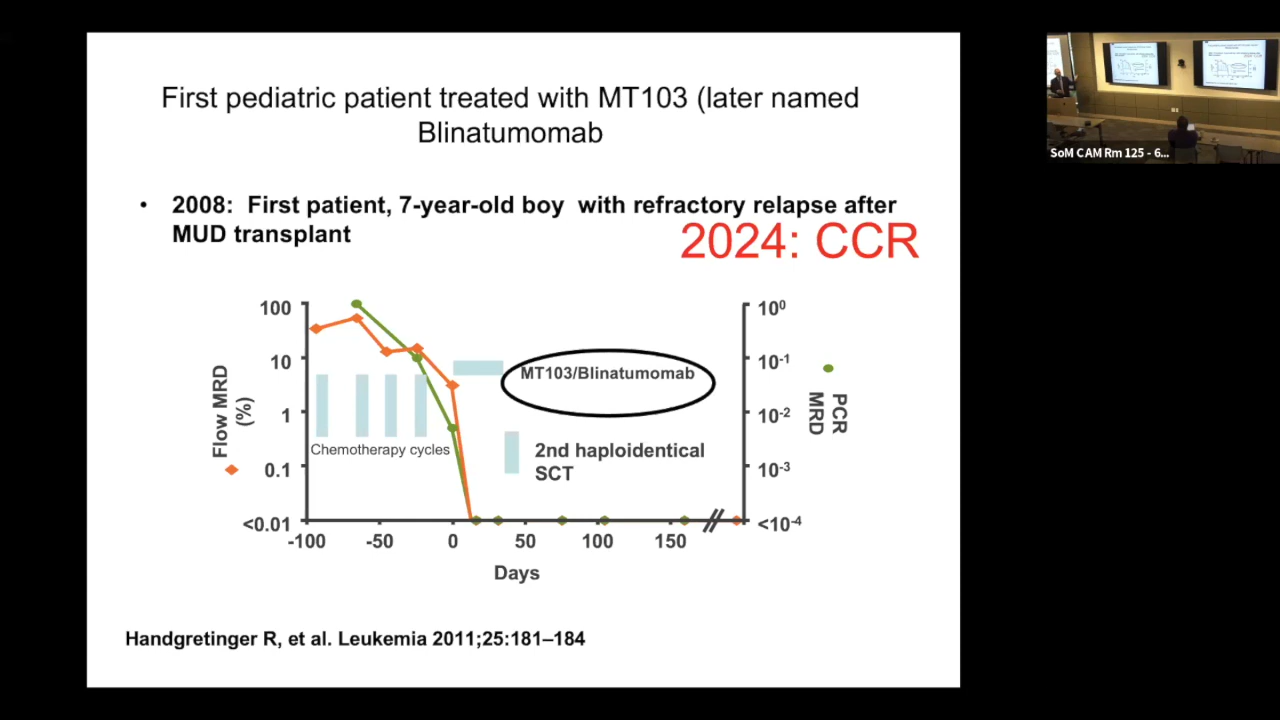 First pediatric patient treated with MT103 (later named
Blinatumomab
• 2008:  First patient, 7-year-old boy  with refractory relapse after
MUD transplant
2024: CCR
100
10
1
0.1
<0.01
Flow MRD
(%)
Chemotherapy cycles
MT103/Blinatumomab
2nd haploidentical
SCT
10⁰
10⁻¹
10⁻²
10⁻³
<10⁻⁴
PCR
MRD
-100
-50
0
50
100
150
Days
Handgretinger R, et al. Leukemia 2011;25:181–184
SoM CAM Rm 125 - 6...